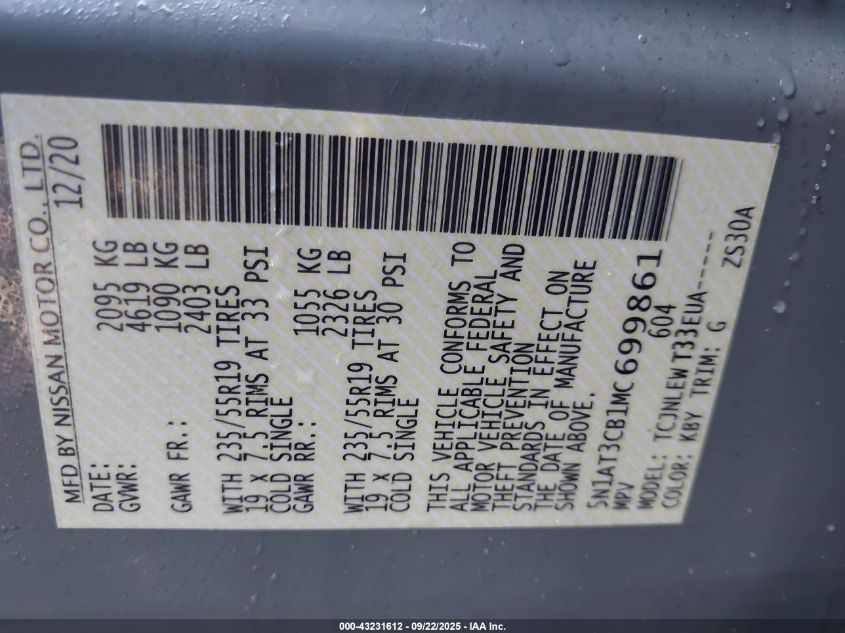 MFD BY NISSAN MOTOR CO., LTD.
DATE: 12/20
GVWR: 2095 KG
4619 LB
GAWR FR.: 1090 KG
2403 LB
WITH 235/55R19 TIRES
19 X 7.5 RIMS AT 33 PSI
COLD SINGLE
GAWR RR.: 1055 KG
2326 LB
WITH 235/55R19 TIRES
19 X 7.5 RIMS AT 30 PSI
COLD SINGLE
THIS VEHICLE CONFORMS TO
ALL APPLICABLE FEDERAL
MOTOR VEHICLE SAFETY AND
THEFT PREVENTION
STANDARDS IN EFFECT ON
THE DATE OF MANUFACTURE
SHOWN ABOVE.
5N1AT3CB1MC699861
MPV 604
MODEL: TCJNLEWT33EUA------
COLOR: KBY TRIM: G ZS30A
000-43231612 - 09/22/2025 - IAA Inc.